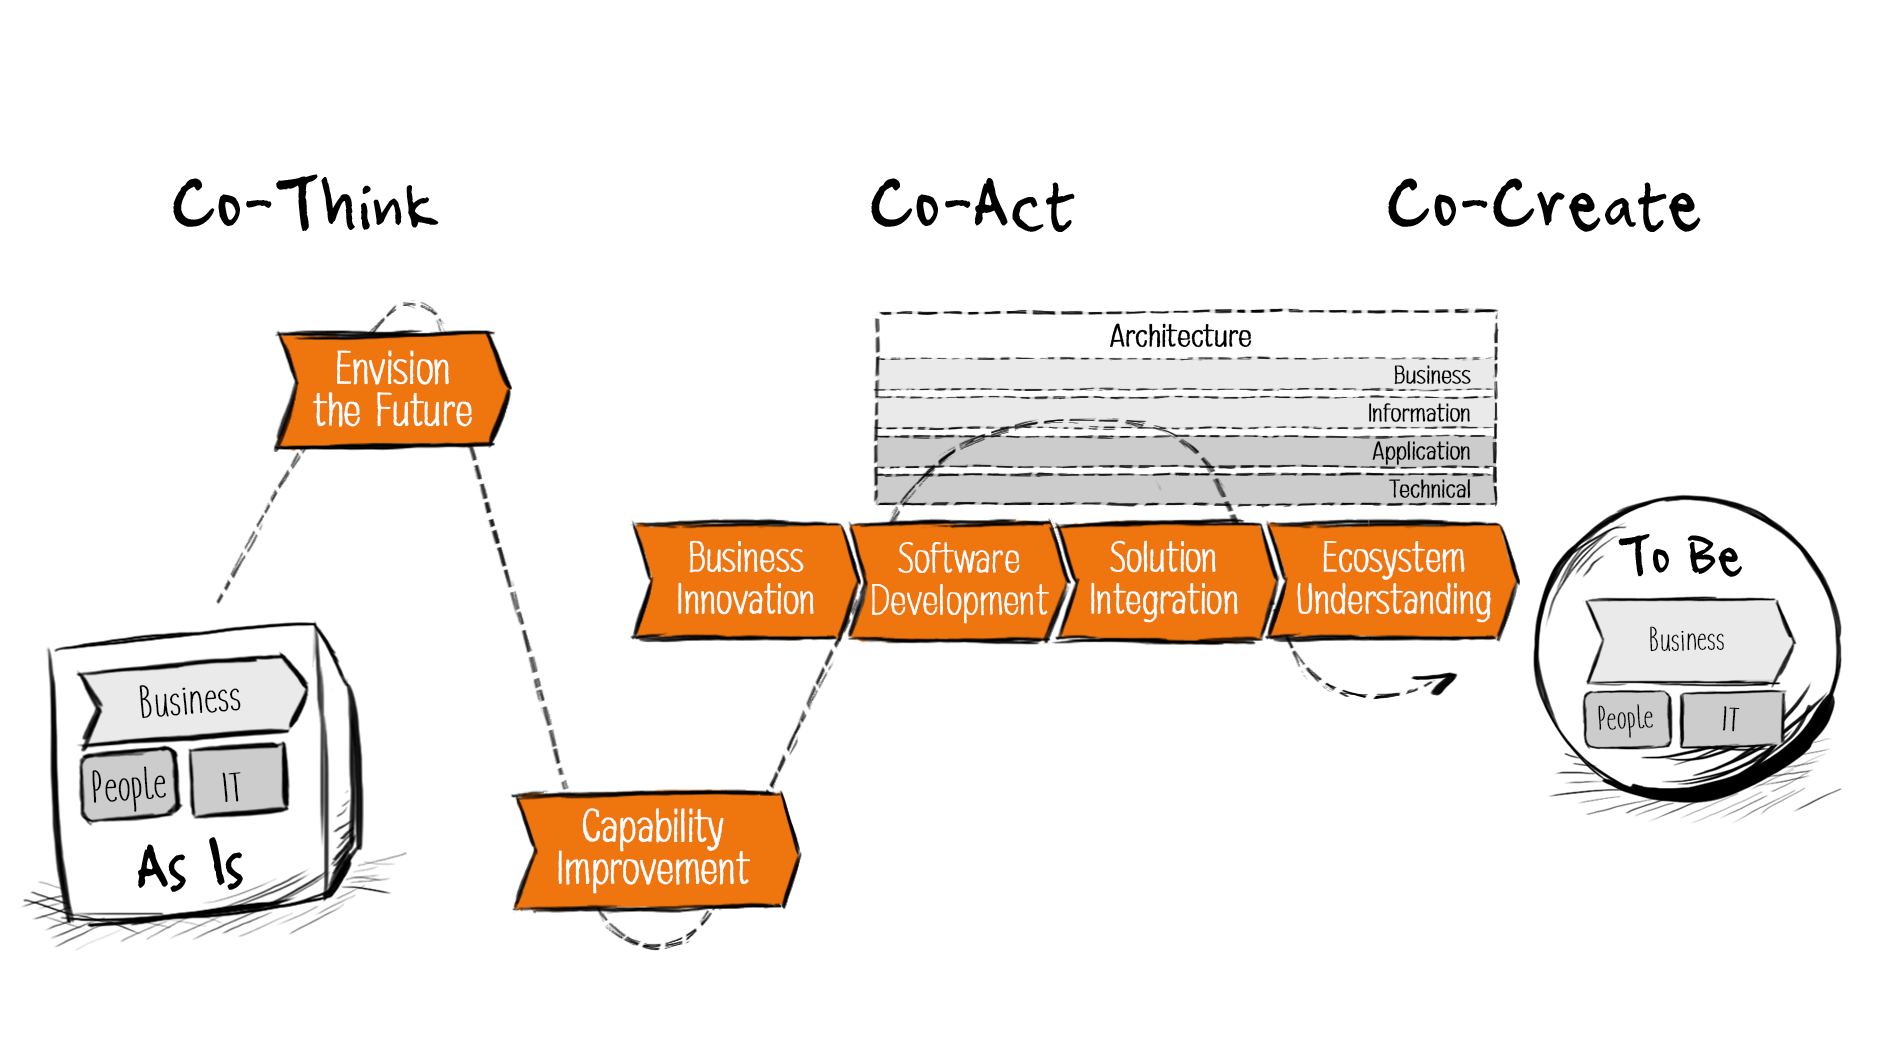 Co-Think
Co-Act
Co-Create
Envision
the Future
Architecture
Business
Information
Application
Technical
Business
Innovation
Software
Development
Solution
Integration
Ecosystem
Understanding
To Be
Business
People
IT
Business
People
IT
As Is
Capability
Improvement